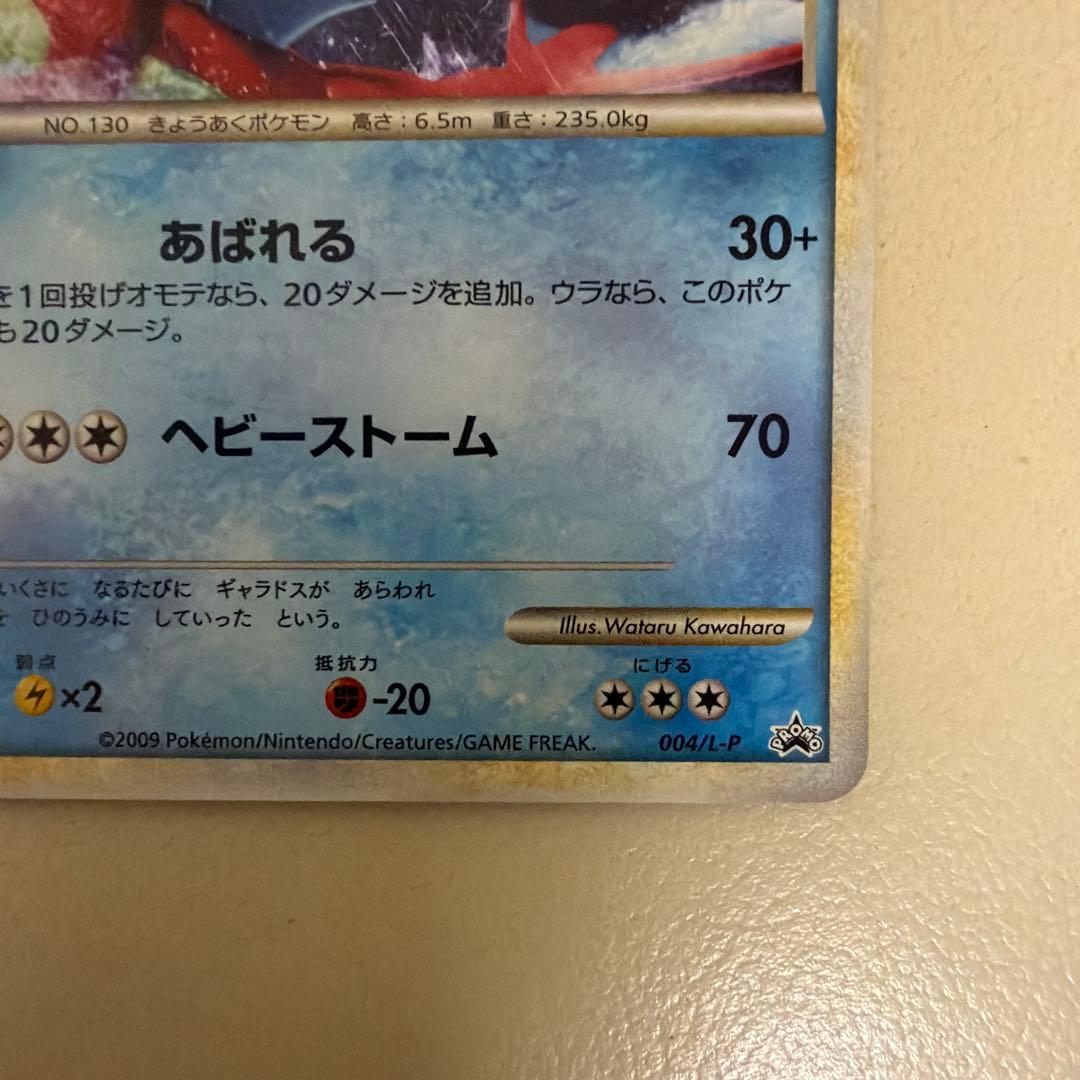 NO.130 きょうあくポケモン 高さ：6.5m 重さ：235.0kg
あばれる 30+
を1回投げオモテなら、20ダメージを追加。ウラなら、このポケ
も20ダメージ。
ヘビーストーム 70
いくさに なるたびに ギャラドスが あらわれ
を ひのうみに していった という。
Illus. Wataru Kawahara
弱点 抵抗力 にげる
×2 -20
©2009 Pokémon/Nintendo/Creatures/GAME FREAK. 004/L-P PROMO